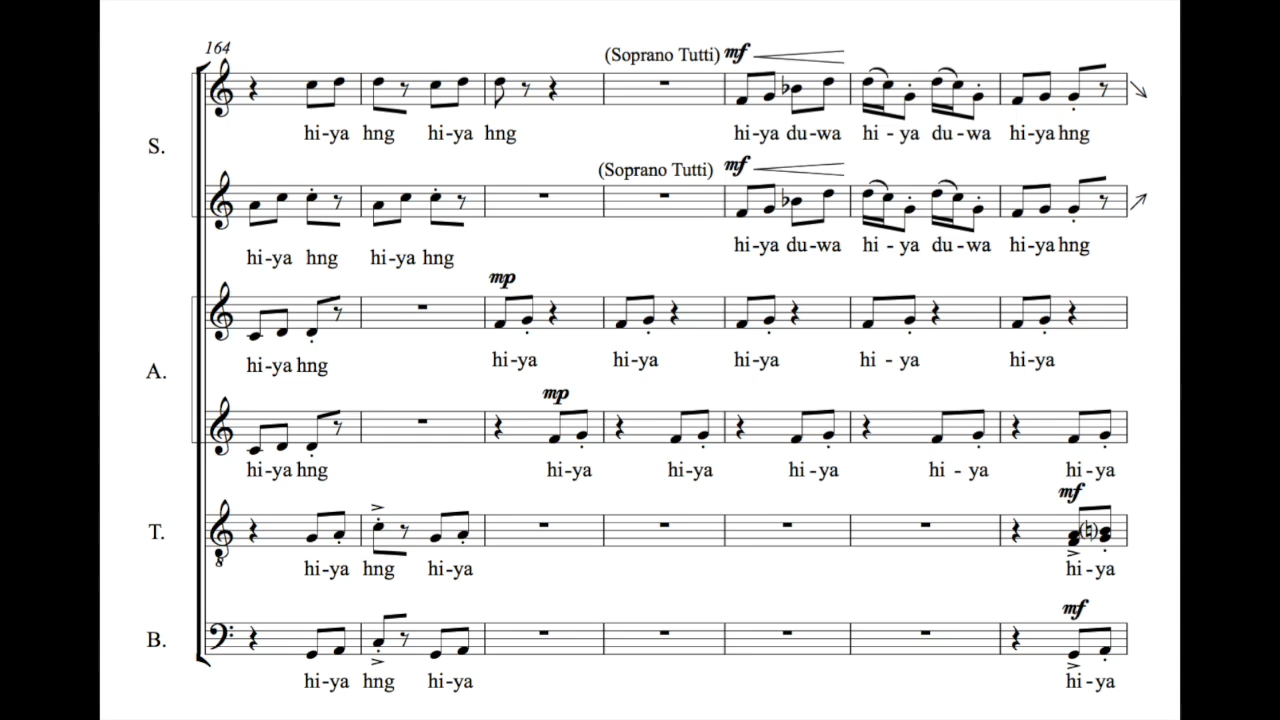 164
(Soprano Tutti) mf
S.
hi-ya hng hi-ya hng hi-ya du-wa hi - ya du-wa hi-ya hng
(Soprano Tutti) mf
hi-ya hng hi-ya hng hi-ya du-wa hi - ya du-wa hi-ya hng
mp
A.
hi-ya hng hi-ya hi-ya hi-ya hi - ya hi-ya
mp
hi-ya hng hi-ya hi-ya hi-ya hi - ya hi-ya
mf
T.
8
hi-ya hng hi-ya hi-ya
mf
B.
hi-ya hng hi-ya hi-ya